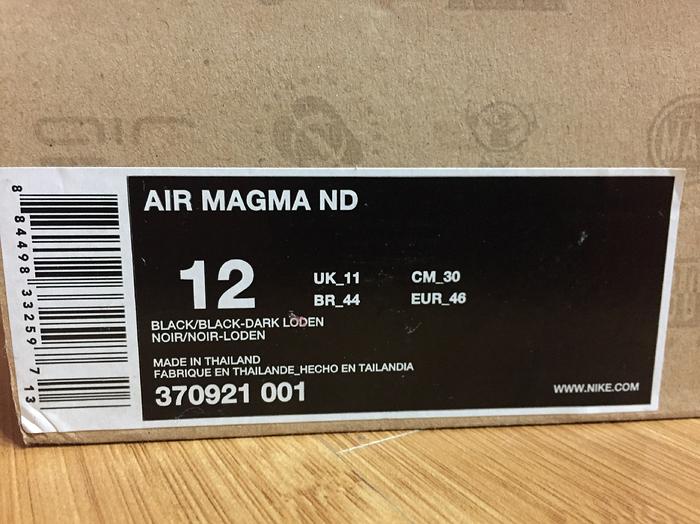 AIR MAGMA ND
12
UK_11 CM_30
BR_44 EUR_46
BLACK/BLACK-DARK LODEN
NOIR/NOIR-LODEN
MADE IN THAILAND
FABRIQUE EN THAILANDE_HECHO EN TAILANDIA
370921 001
WWW.NIKE.COM
8 84498 33259 7 13